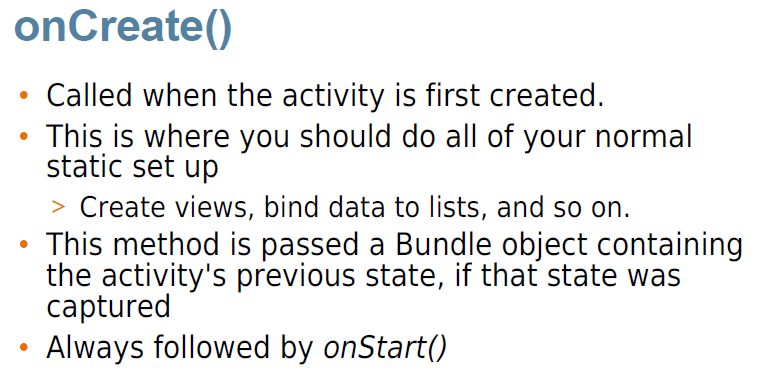 onCreate()
• Called when the activity is first created.
• This is where you should do all of your normal
static set up
> Create views, bind data to lists, and so on.
• This method is passed a Bundle object containing
the activity's previous state, if that state was
captured
• Always followed by onStart()